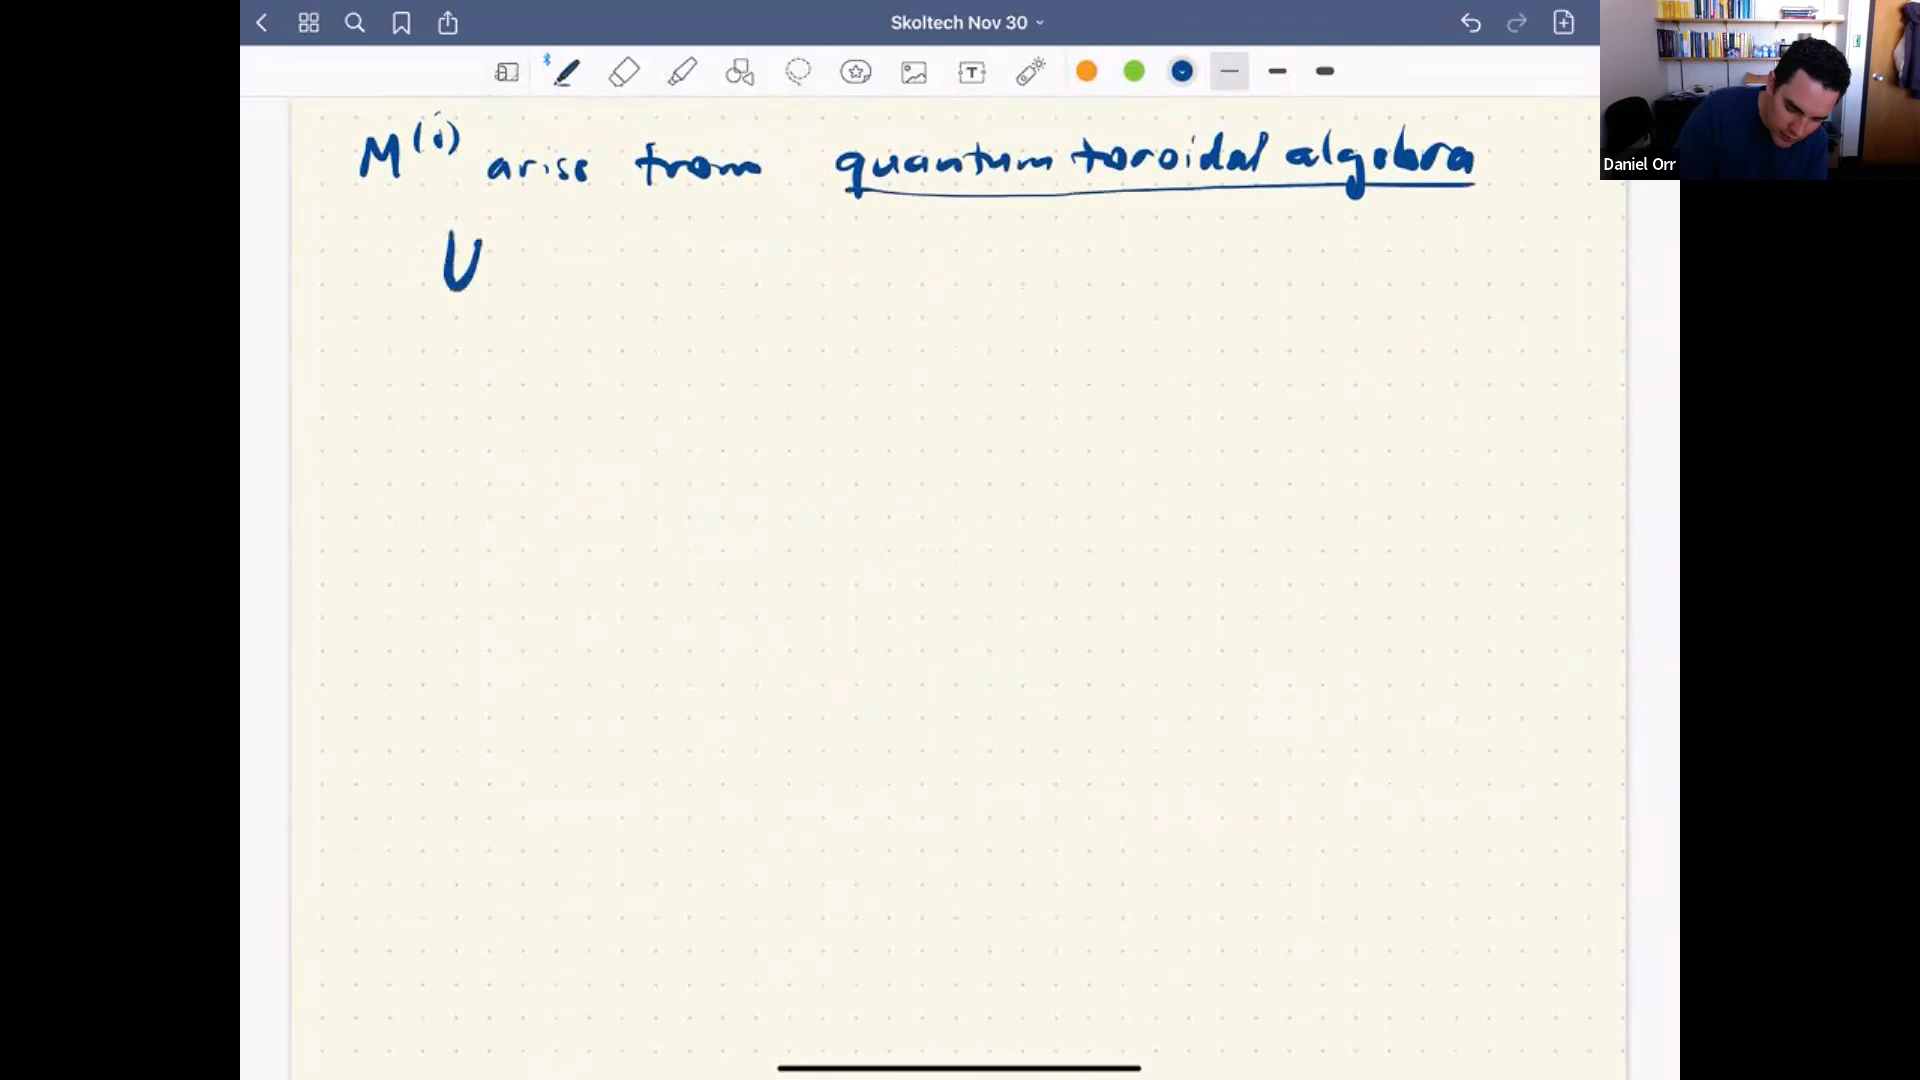 Skoltech Nov 30
M⁽ⁱ⁾ arise from quantum toroidal algebra
U
T
Daniel Orr